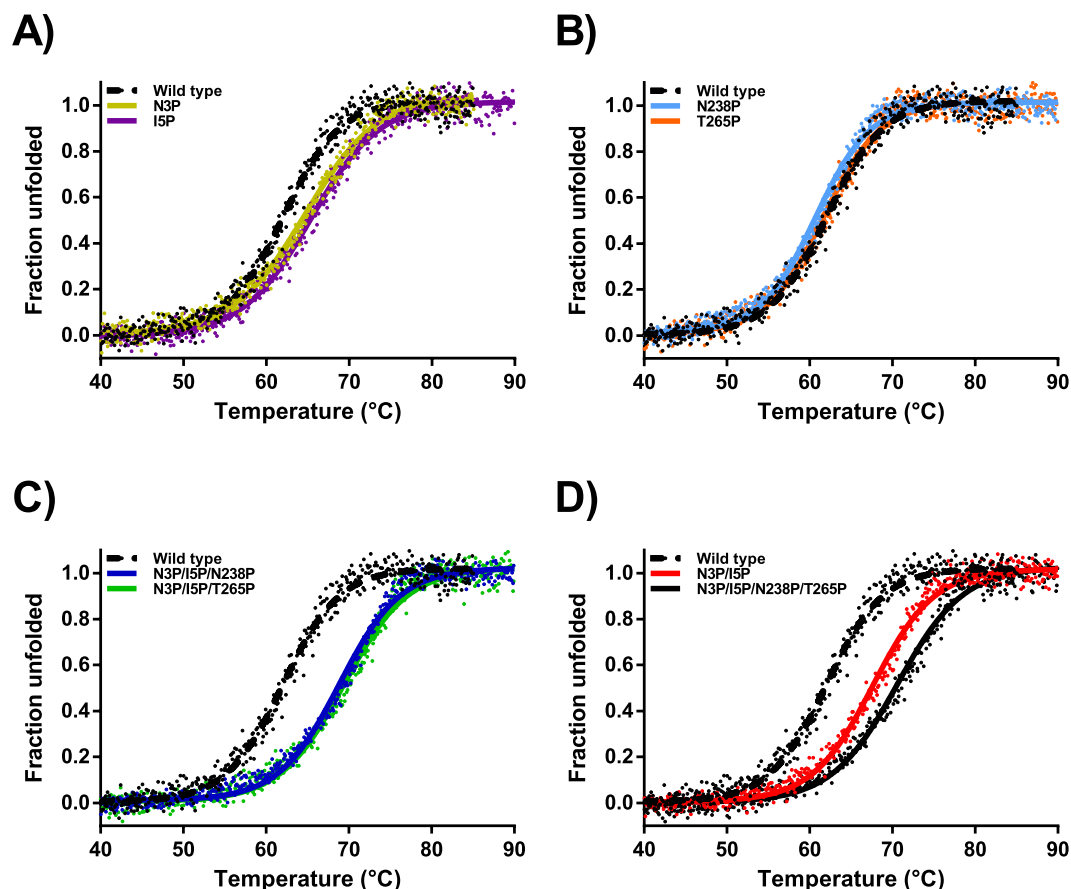 A)
Wild type
N3P
I5P
Fraction unfolded
1.0
0.8
0.6
0.4
0.2
0.0
40 50 60 70 80 90
Temperature (°C)
B)
Wild type
N238P
T265P
Fraction unfolded
1.0
0.8
0.6
0.4
0.2
0.0
40 50 60 70 80 90
Temperature (°C)
C)
Wild type
N3P/I5P/N238P
N3P/I5P/T265P
Fraction unfolded
1.0
0.8
0.6
0.4
0.2
0.0
40 50 60 70 80 90
Temperature (°C)
D)
Wild type
N3P/I5P
N3P/I5P/N238P/T265P
Fraction unfolded
1.0
0.8
0.6
0.4
0.2
0.0
40 50 60 70 80 90
Temperature (°C)